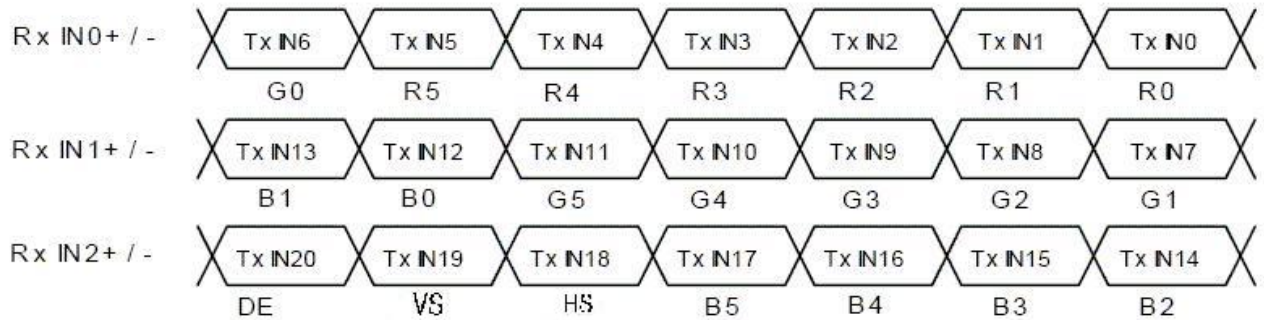 Rx IN0+ / - Tx IN6 Tx IN5 Tx IN4 Tx IN3 Tx IN2 Tx IN1 Tx IN0
G0 R5 R4 R3 R2 R1 R0
Rx IN1+ / - Tx IN13 Tx IN12 Tx IN11 Tx IN10 Tx IN9 Tx IN8 Tx IN7
B1 B0 G5 G4 G3 G2 G1
Rx IN2+ / - Tx IN20 Tx IN19 Tx IN18 Tx IN17 Tx IN16 Tx IN15 Tx IN14
DE VS HS B5 B4 B3 B2